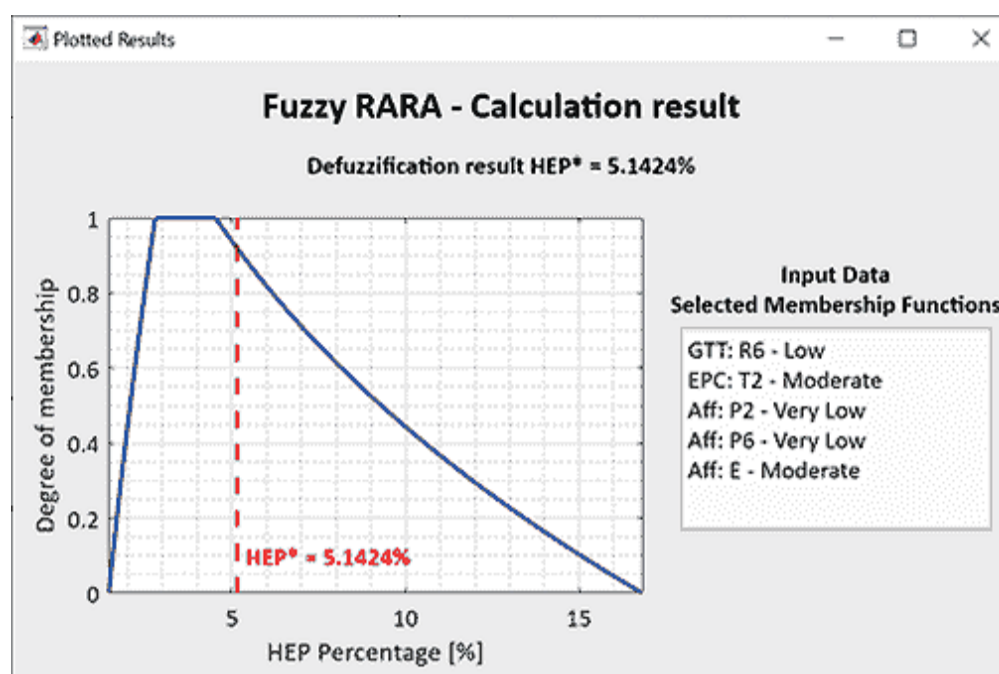 Plotted Results
Fuzzy RARA - Calculation result
Defuzzification result HEP* = 5.1424%
1
0.8
0.6
0.4
0.2
0
Degree of membership
HEP* = 5.1424%
5
10
15
HEP Percentage [%]
Input Data
Selected Membership Functions
GTT: R6 - Low
EPC: T2 - Moderate
Aff: P2 - Very Low
Aff: P6 - Very Low
Aff: E - Moderate